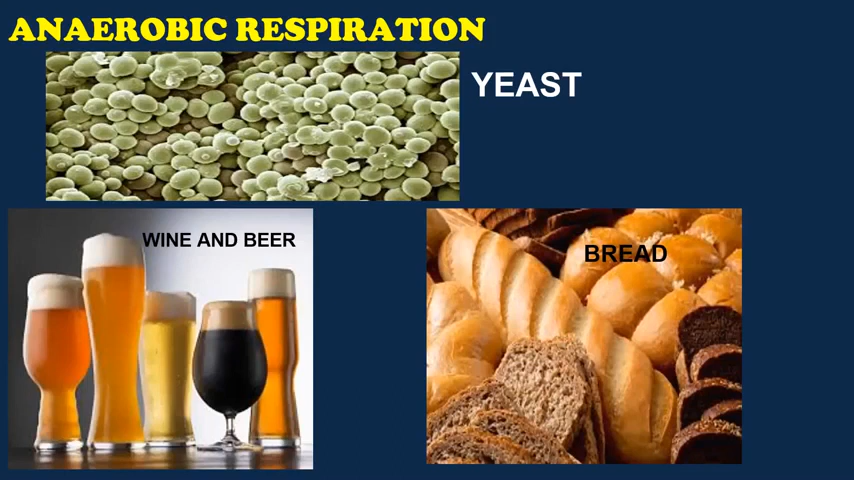 ANAEROBIC RESPIRATION
YEAST
WINE AND BEER
BREAD